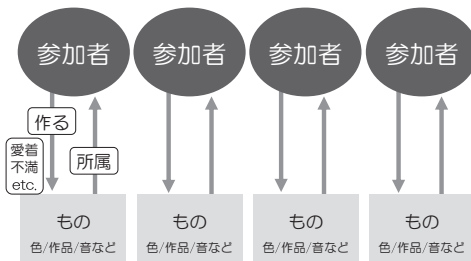 参加者
参加者
参加者
参加者
作る
愛着
不満
etc.
所属
もの
色/作品/音など
もの
色/作品/音など
もの
色/作品/音など
もの
色/作品/音など